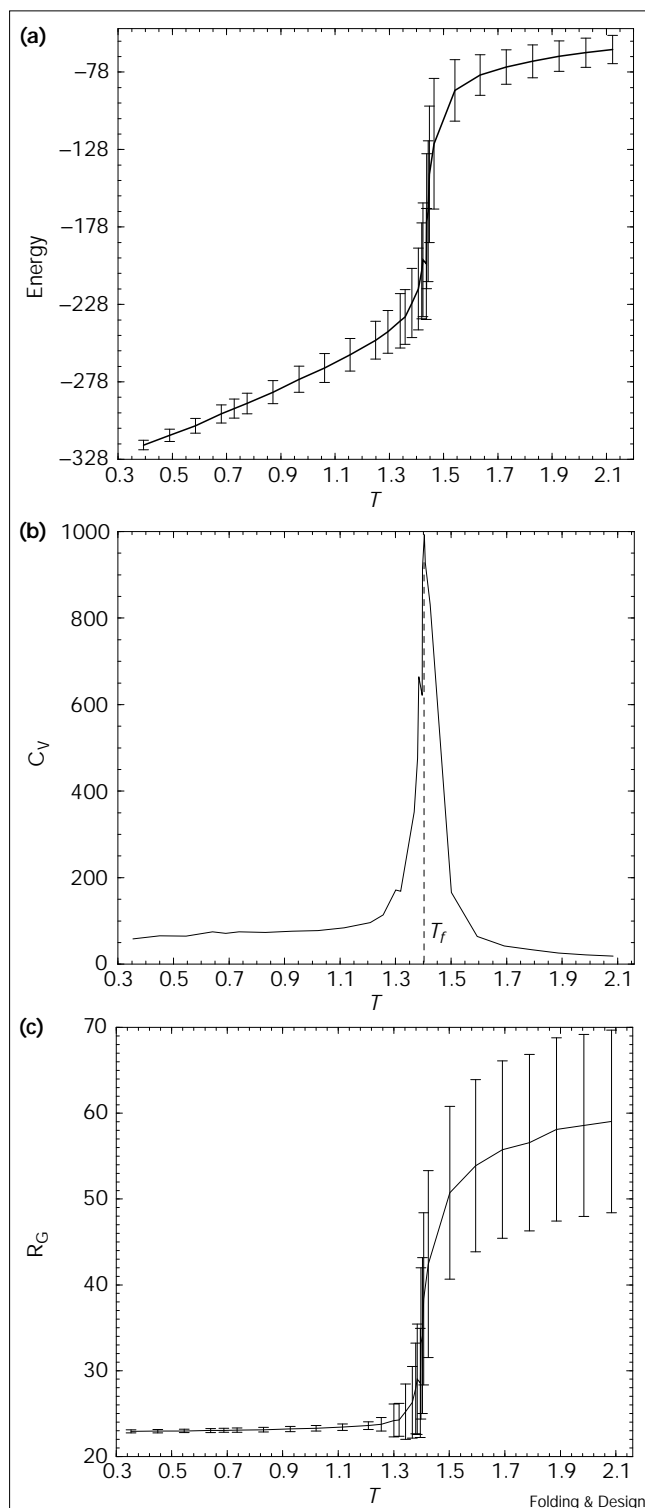 (a)
−78
−128
−178
−228
−278
−328
Energy
0.3 0.5 0.7 0.9 1.1 1.3 1.5 1.7 1.9 2.1
T
(b)
1000
800
600
400
200
0
C_V
T_f
0.3 0.5 0.7 0.9 1.1 1.3 1.5 1.7 1.9 2.1
T
(c)
70
60
50
40
30
20
R_G
0.3 0.5 0.7 0.9 1.1 1.3 1.5 1.7 1.9 2.1
T
Folding & Design